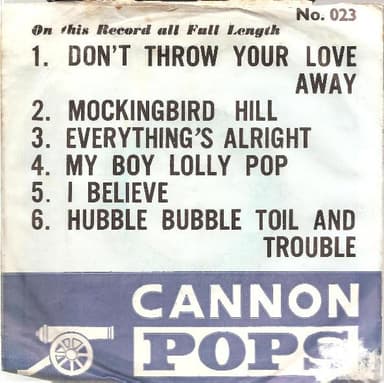 No. 023
On this Record all Full Length
1. DON'T THROW YOUR LOVE
AWAY
2. MOCKINGBIRD HILL
3. EVERYTHING'S ALRIGHT
4. MY BOY LOLLY POP
5. I BELIEVE
6. HUBBLE BUBBLE TOIL AND
TROUBLE
CANNON
POPS